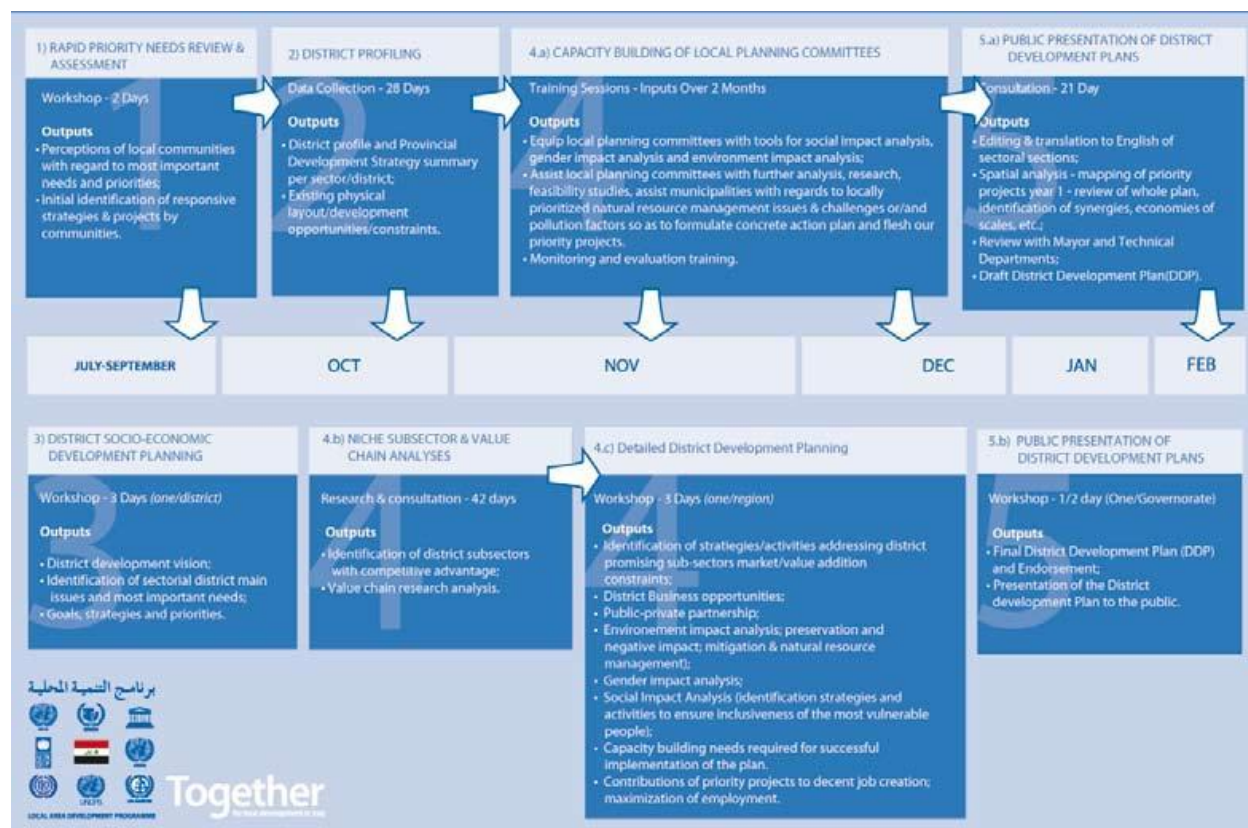 1) RAPID PRIORITY NEEDS REVIEW &
ASSESSMENT
Workshop - 2 Days
Outputs
• Perceptions of local communities
with regard to most important
needs and priorities;
• Initial identification of responsive
strategies & projects by
communities.
2) DISTRICT PROFILING
Data Collection - 28 Days
Outputs
• District profile and Provincial
Development Strategy summary
per sector/district;
• Existing physical
layout/development
opportunities/constraints.
4.a) CAPACITY BUILDING OF LOCAL PLANNING COMMITTEES
Training Sessions - Inputs Over 2 Months
Outputs
• Equip local planning committees with tools for social impact analysis,
gender impact analysis and environment impact analysis;
• Assist local planning committees with further analysis, research,
feasibility studies, assist municipalities with regards to locally
prioritized natural resource management issues & challenges or/and
pollution factors so as to formulate concrete action plan and flesh our
priority projects.
• Monitoring and evaluation training.
5.a) PUBLIC PRESENTATION OF DISTRICT
DEVELOPMENT PLANS
Consultation - 21 Day
Outputs
• Editing & translation to English of
sectoral sections;
• Spatial analysis - mapping of priority
projects year 1 - review of whole plan,
identification of synergies, economies of
scales, etc.;
• Review with Mayor and Technical
Departments;
• Draft District Development Plan(DDP).
JULY-SEPTEMBER
OCT
NOV
DEC
JAN
FEB
3) DISTRICT SOCIO-ECONOMIC
DEVELOPMENT PLANNING
Workshop - 3 Days (one/district)
Outputs
• District development vision;
• Identification of sectorial district main
issues and most important needs;
• Goals, strategies and priorities.
4.b) NICHE SUBSECTOR & VALUE
CHAIN ANALYSES
Research & consultation - 42 days
Outputs
• Identification of district subsectors
with competitive advantage;
• Value chain research analysis.
4.c) Detailed District Development Planning
Workshop - 3 Days (one/region)
Outputs
• Identification of stratiegies/activities addressing district
promising sub-sectors market/value addition
constraints;
• District Business opportunities;
• Public-private partnership;
• Environement impact analysis; preservation and
negative impact; mitigation & natural resource
management);
• Gender impact analysis;
• Social Impact Analysis (identification strategies and
activities to ensure inclusiveness of the most vulnerable
people);
• Capacity building needs required for successful
implementation of the plan.
• Contributions of priority projects to decent job creation;
maximization of employment.
5.b) PUBLIC PRESENTATION OF
DISTRICT DEVELOPMENT PLANS
Workshop - 1/2 day (One/Governorate)
Outputs
• Final District Development Plan (DDP)
and Endorsement;
• Presentation of the District
development Plan to the public.
برنامج التنمية المحلية
UNOPS
Together
for local development in Iraq
LOCAL AREA DEVELOPMENT PROGRAMME